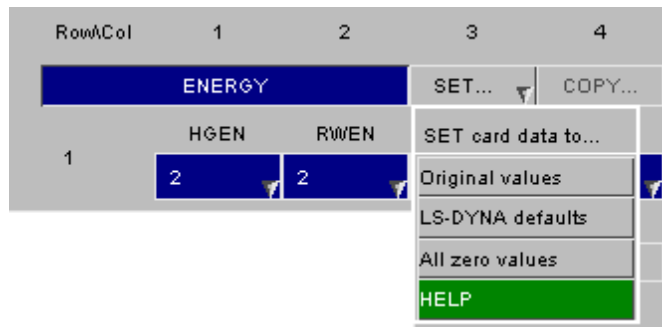 Row\Col 1 2 3 4
ENERGY SET... COPY...
HGEN RWEN SET card data to...
1 2 2 Original values
LS-DYNA defaults
All zero values
HELP